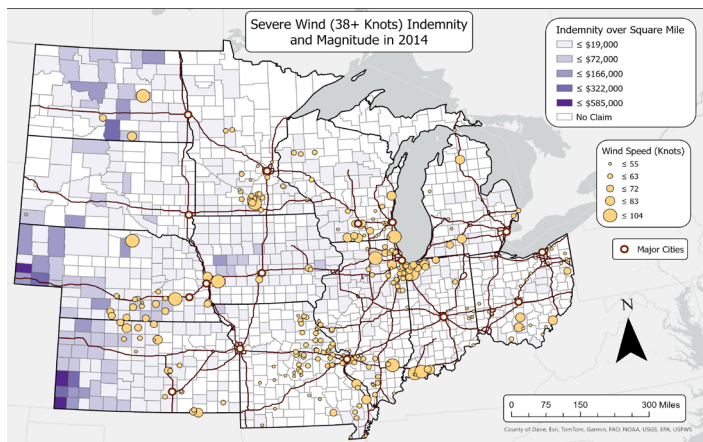 Severe Wind (38+ Knots) Indemnity
and Magnitude in 2014
Indemnity over Square Mile
≤ $19,000
≤ $72,000
≤ $166,000
≤ $322,000
≤ $585,000
No Claim
Wind Speed (Knots)
≤ 55
≤ 63
≤ 72
≤ 83
≤ 104
Major Cities
N
0 75 150 300 Miles
County of Dane, Esri, TomTom, Garmin, FAO, NOAA, USGS, EPA, USFWS